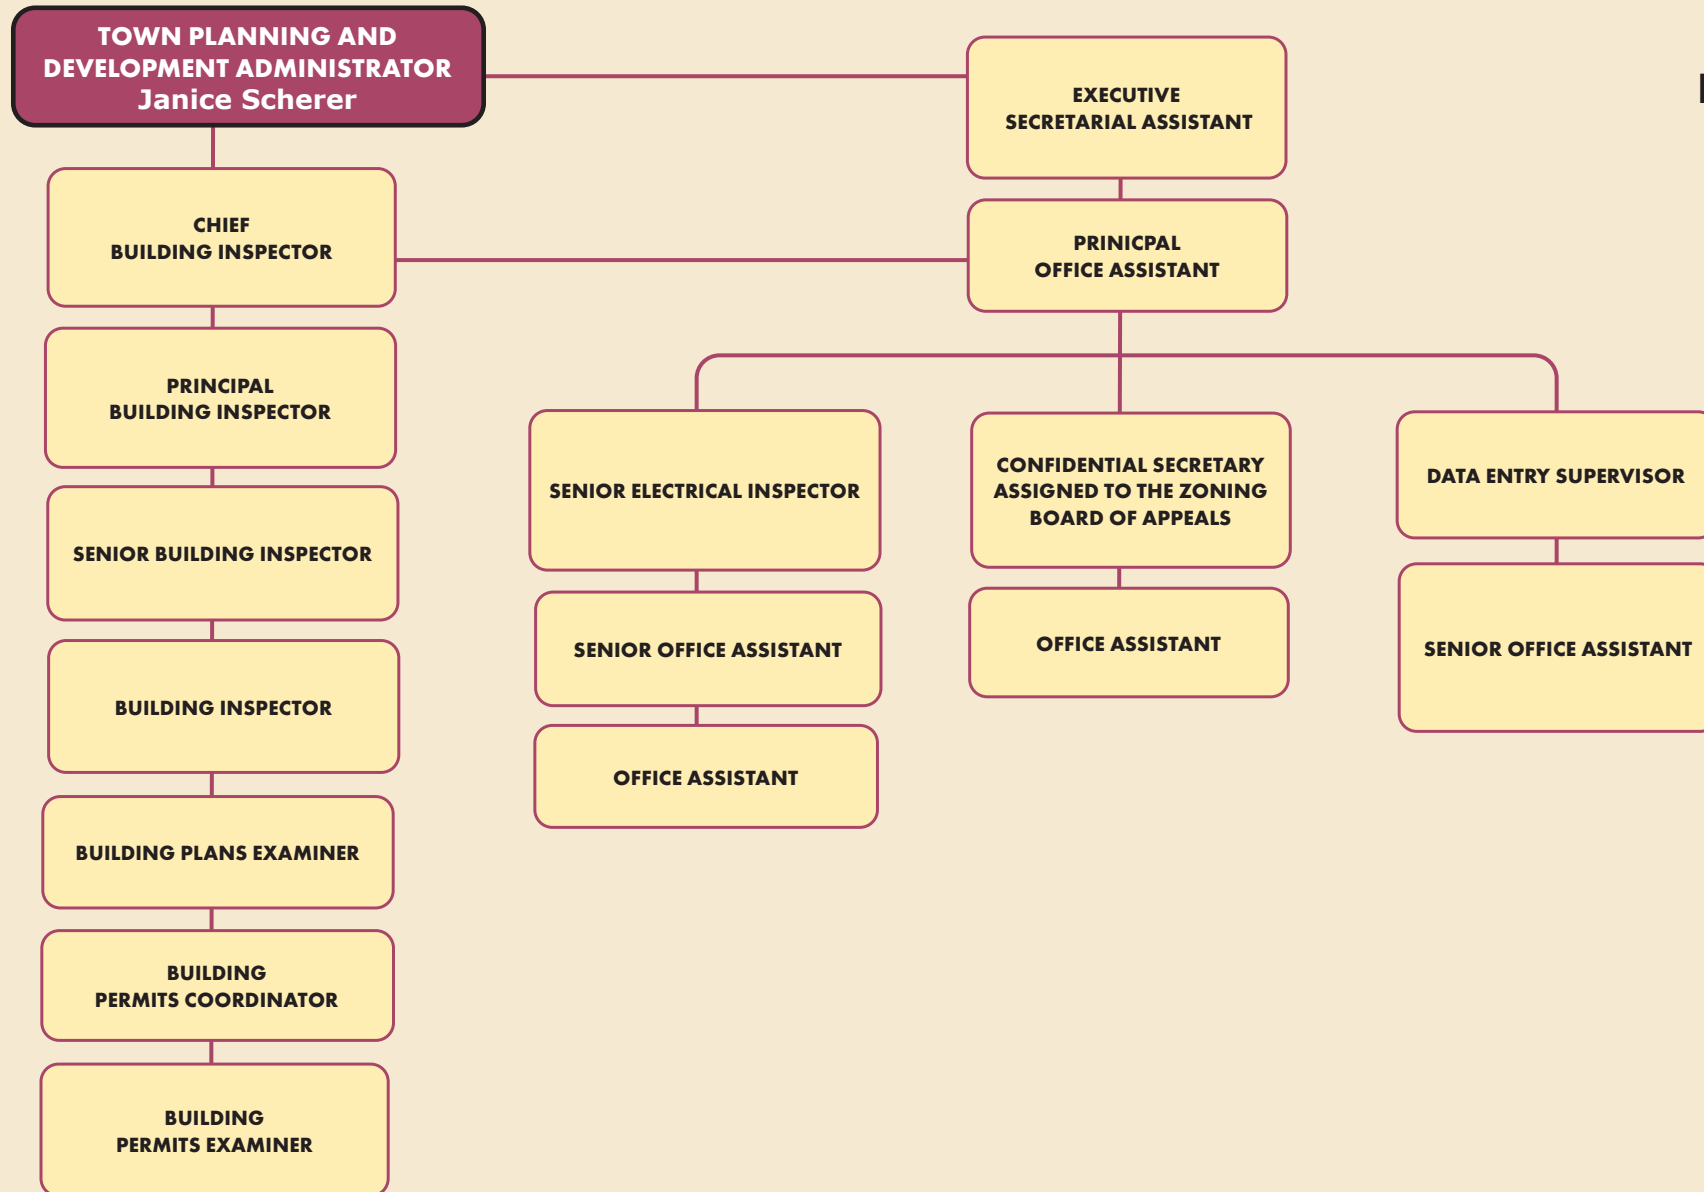 TOWN PLANNING AND
DEVELOPMENT ADMINISTRATOR
Janice Scherer
EXECUTIVE
SECRETARIAL ASSISTANT
CHIEF
BUILDING INSPECTOR
PRINICPAL
OFFICE ASSISTANT
PRINCIPAL
BUILDING INSPECTOR
SENIOR ELECTRICAL INSPECTOR
CONFIDENTIAL SECRETARY
ASSIGNED TO THE ZONING
BOARD OF APPEALS
DATA ENTRY SUPERVISOR
SENIOR BUILDING INSPECTOR
SENIOR OFFICE ASSISTANT
OFFICE ASSISTANT
SENIOR OFFICE ASSISTANT
BUILDING INSPECTOR
OFFICE ASSISTANT
BUILDING PLANS EXAMINER
BUILDING
PERMITS COORDINATOR
BUILDING
PERMITS EXAMINER